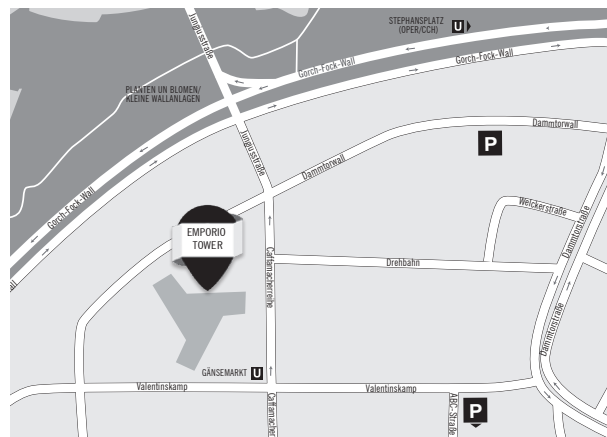 Jungiusstraße
STEPHANSPLATZ
(OPER/CCH)
U
Gorch-Fock-Wall
Gorch-Fock-Wall
PLANTEN UN BLOMEN/
KLEINE WALLANLAGEN
Jungiusstraße
Dammtorwall
Dammtorwall
P
Gorch-Fock-Wall
Welckerstraße
Dammtorstraße
EMPORIO
TOWER
Caffamacherreihe
Drehbahn
Dammtorstraße
GÄNSEMARKT
U
Valentinskamp
Valentinskamp
Caffamacher
ABC-Straße
P